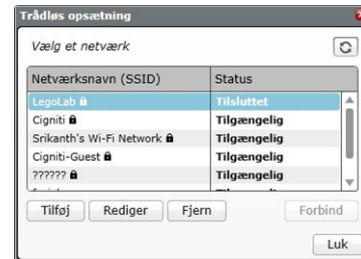 Trådløs opsætning
Vælg et netværk
Netværksnavn (SSID) Status
LegoLab Tilsluttet
Cigniti Tilgængelig
Srikanth's Wi-Fi Network Tilgængelig
Cigniti-Guest Tilgængelig
?????? Tilgængelig
Tilføj Rediger Fjern Forbind
Luk